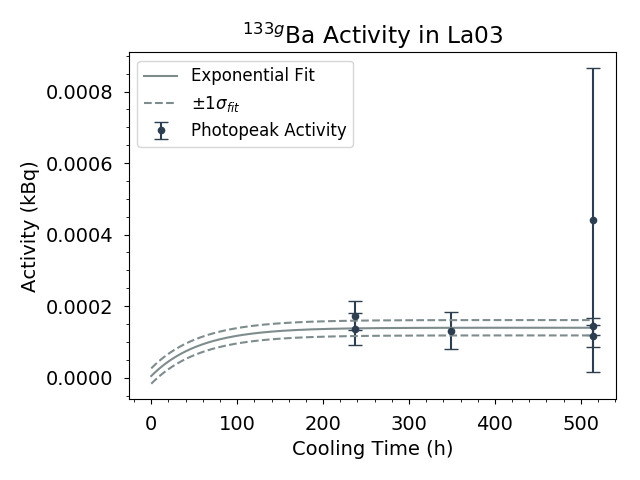 ¹³³ᵍBa Activity in La03
Exponential Fit
±1σ_fit
Photopeak Activity
Activity (kBq)
0.0008
0.0006
0.0004
0.0002
0.0000
0 100 200 300 400 500
Cooling Time (h)